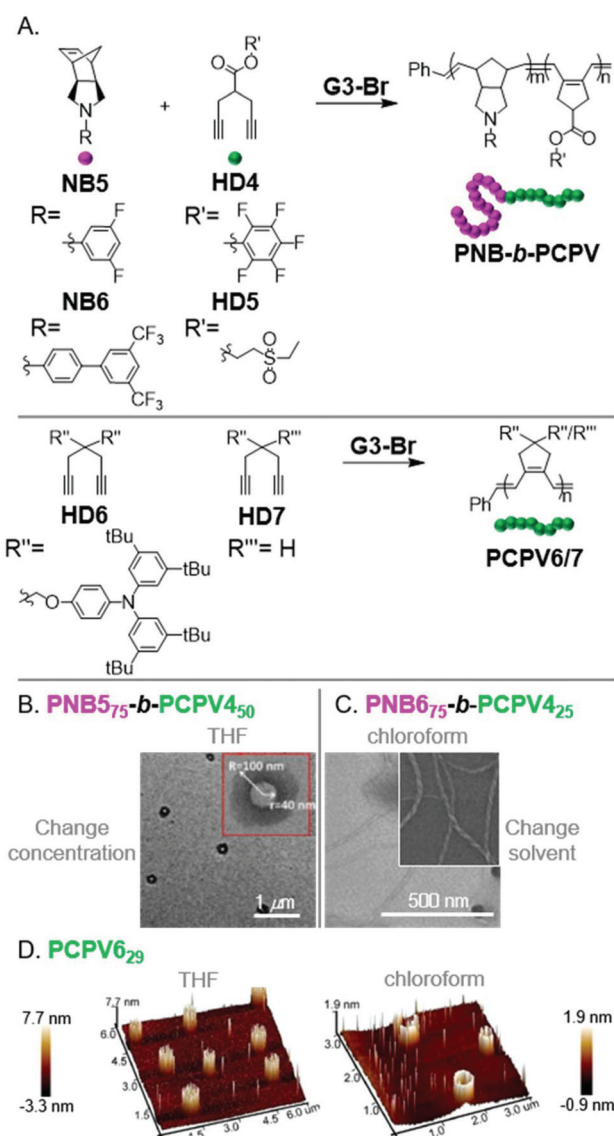 A.
R'
O
O
G3-Br
Ph
m
n
N
R
O
O
R'
+
N
R
NB5
HD4
PNB-b-PCPV
R=
F
F
R'=
F
F
F
F
F
NB6
HD5
R=
CF3
CF3
R'=
O
S
O
R'' R''
R'' R'''
G3-Br
R'' R''/R'''
Ph
n
HD6
HD7
PCPV6/7
R''=
R'''= H
tBu
tBu
O
N
tBu
tBu
B. PNB575-b-PCPV450
THF
Change
concentration
R=100 nm
r=40 nm
1 μm
C. PNB675-b-PCPV425
chloroform
Change
solvent
500 nm
D. PCPV629
THF
chloroform
7.7 nm
-3.3 nm
7.7 nm
6.0
4.5
3.0
1.5
1.5
3.0
4.5
6.0 um
1.9 nm
3.0
2.0
1.0
1.0
2.0
3.0 um
1.9 nm
-0.9 nm